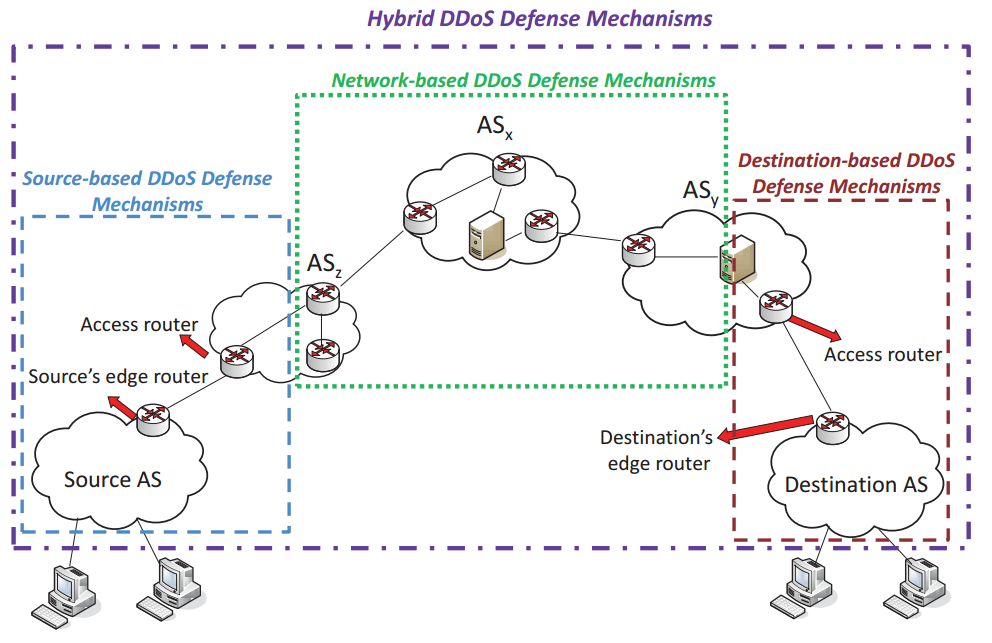 Hybrid DDoS Defense Mechanisms
Network-based DDoS Defense Mechanisms
ASx
Destination-based DDoS
Defense Mechanisms
Source-based DDoS Defense
Mechanisms
ASy
ASz
Access router
Access router
Source's edge router
Destination's
edge router
Source AS
Destination AS